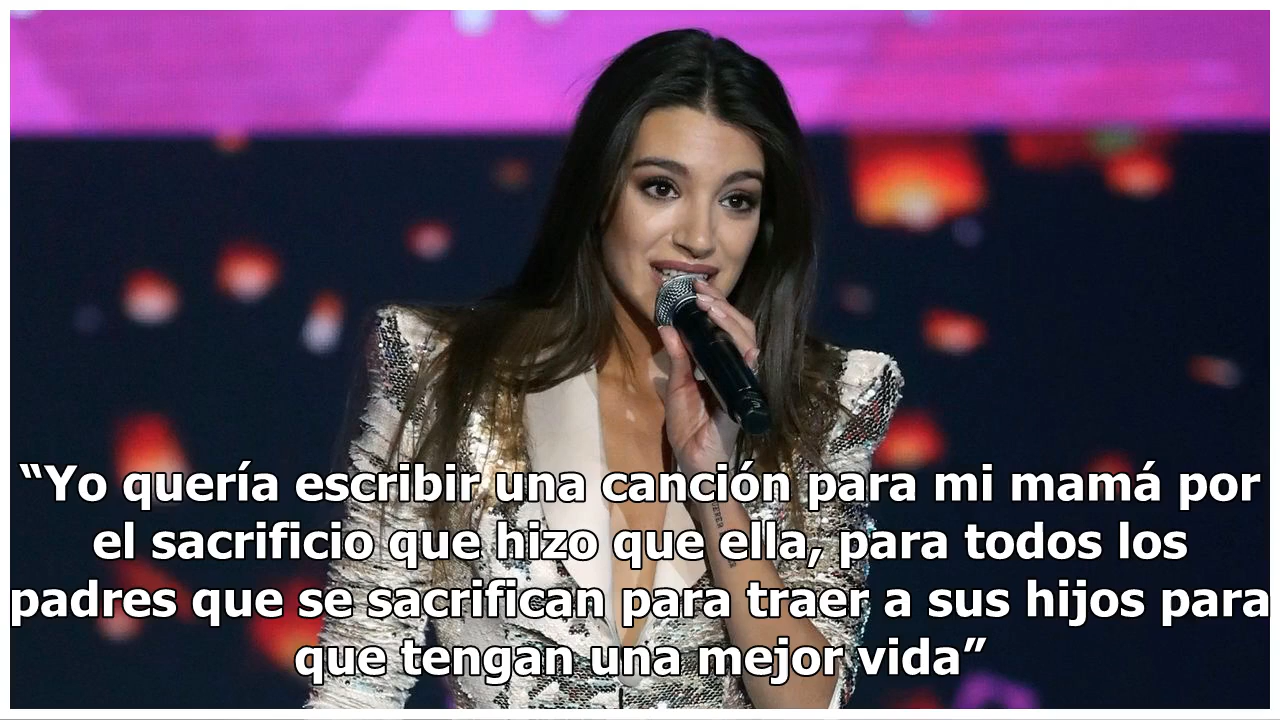 “Yo quería escribir una canción para mi mamá por
el sacrificio que hizo que ella, para todos los
padres que se sacrifican para traer a sus hijos para
que tengan una mejor vida”